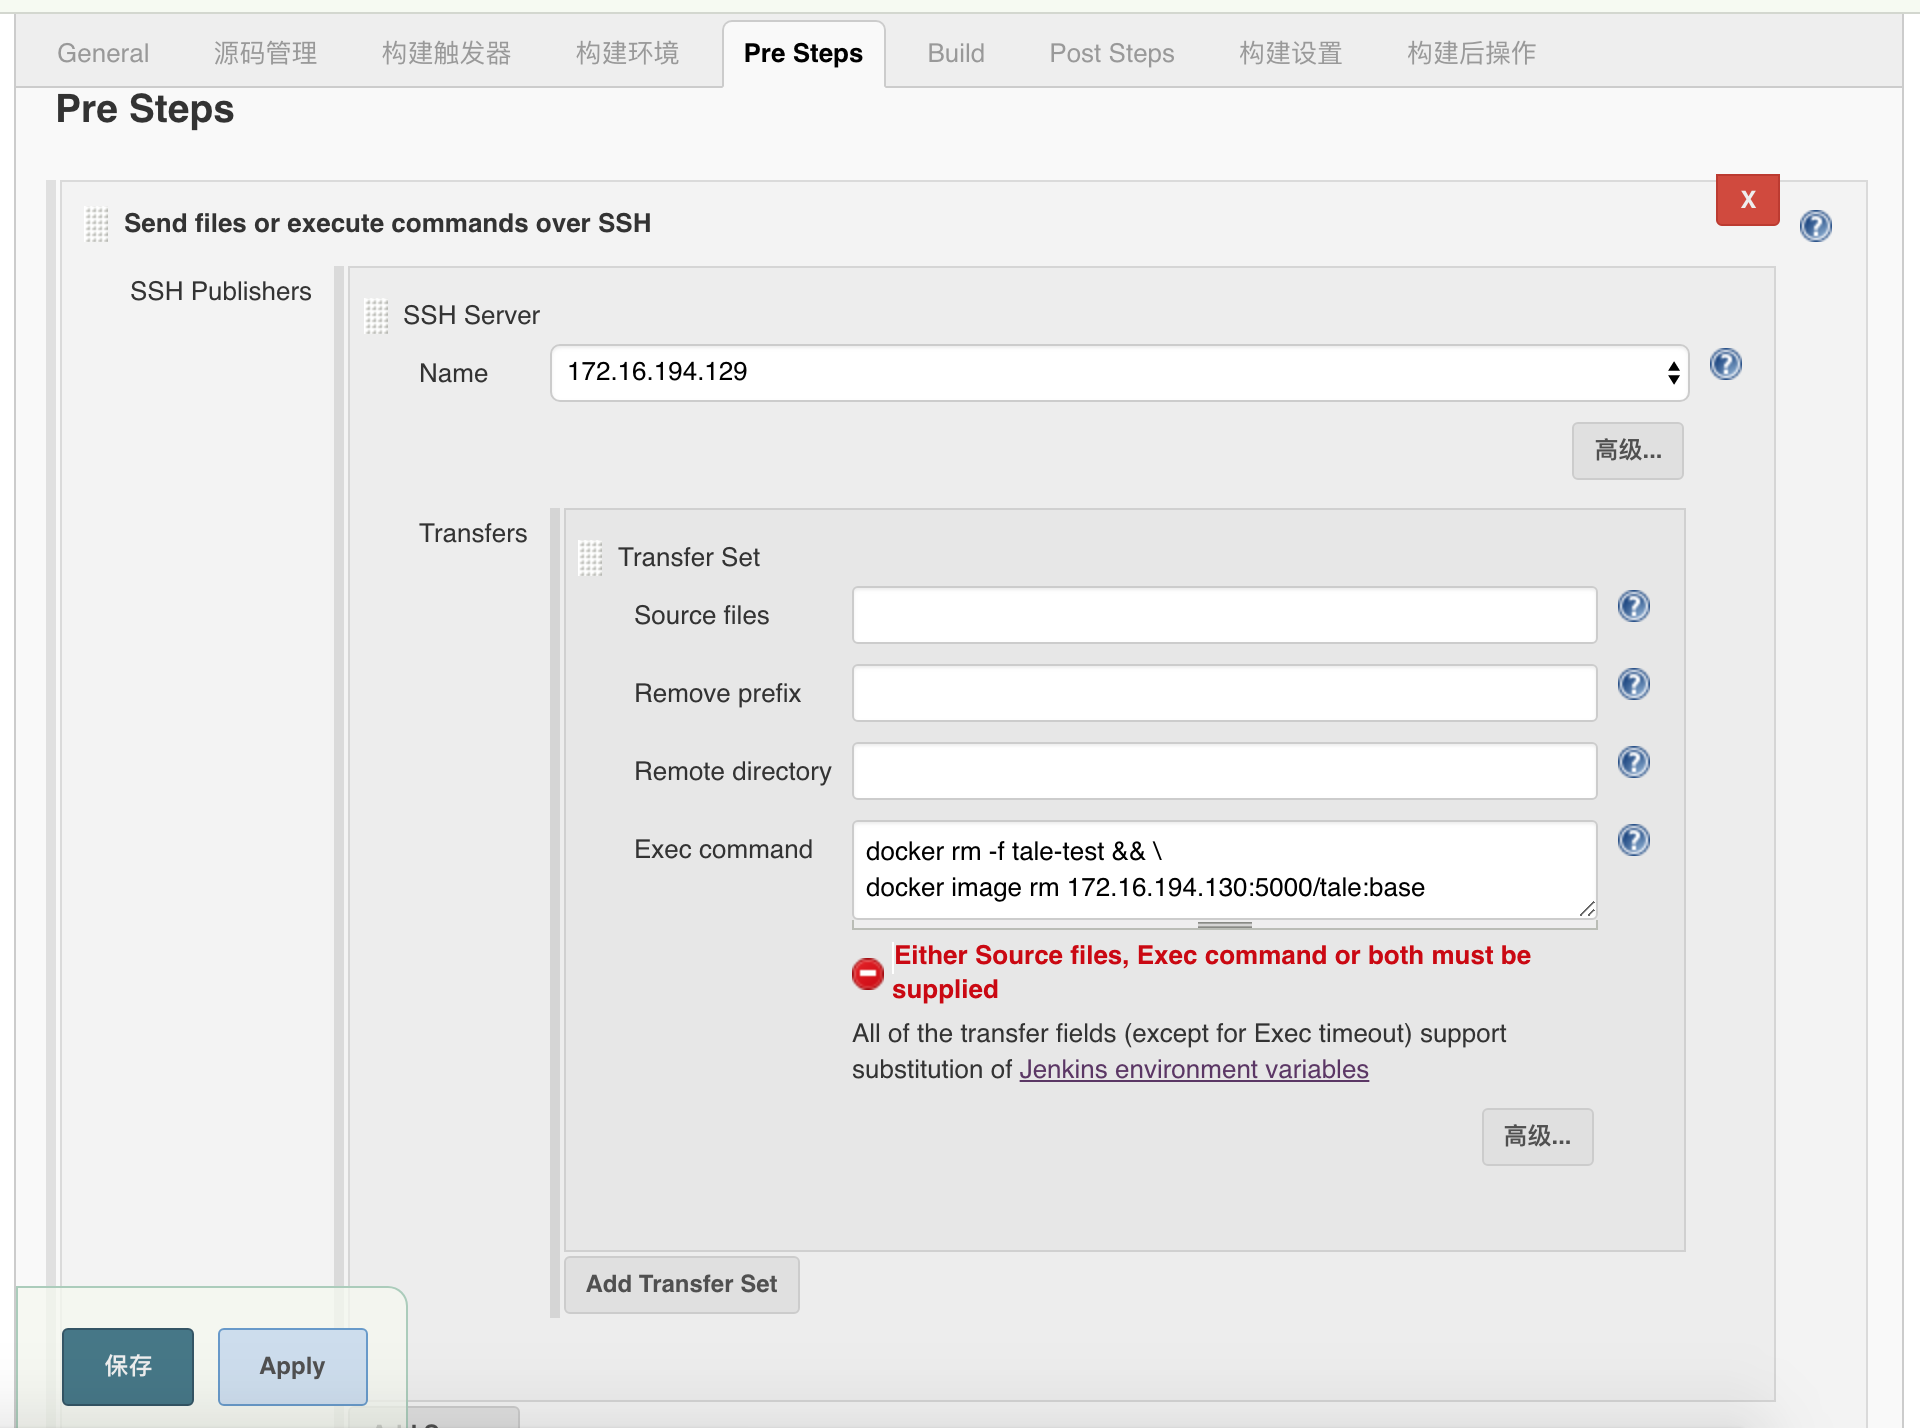 General 源码管理 构建触发器 构建环境 Pre Steps Build Post Steps 构建设置 构建后操作
Pre Steps
X
Send files or execute commands over SSH
SSH Publishers
SSH Server
Name 172.16.194.129
高级...
Transfers
Transfer Set
Source files
Remove prefix
Remote directory
Exec command
docker rm -f tale-test && \
docker image rm 172.16.194.130:5000/tale:base
Either Source files, Exec command or both must be
supplied
All of the transfer fields (except for Exec timeout) support
substitution of Jenkins environment variables
高级...
Add Transfer Set
保存 Apply